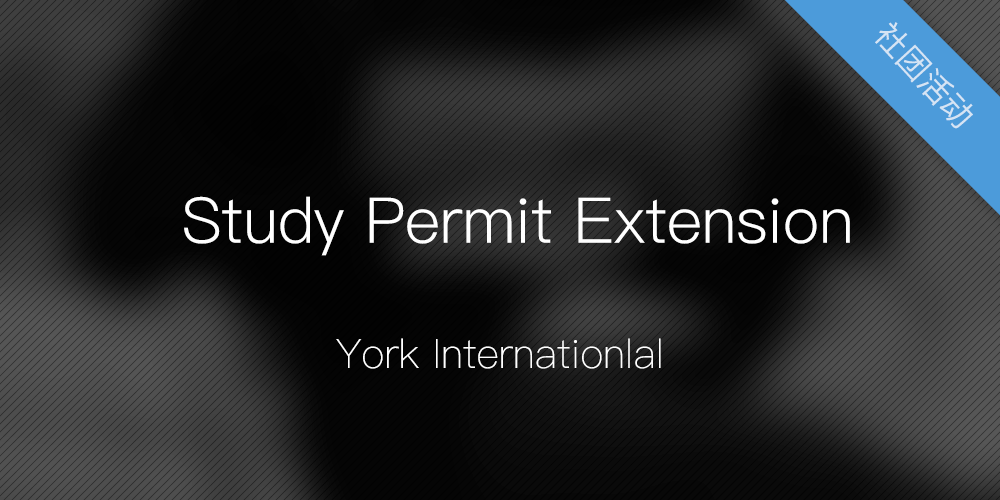 社团活动
Study Permit Extension
York Internationlal